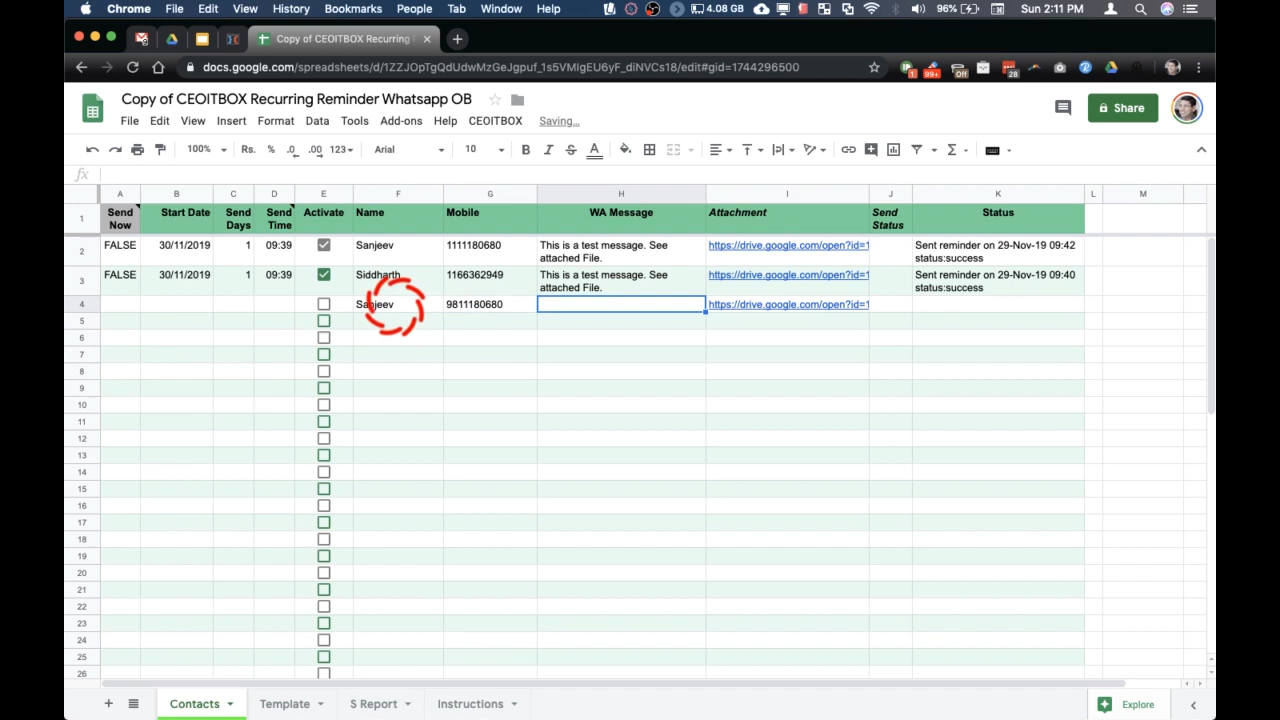 Chrome File Edit View History Bookmarks People Tab Window Help 4.08 GB 96% Sun 2:11 PM
Copy of CEOITBOX Recurring
docs.google.com/spreadsheets/d/1ZZJOpTgQdUdwMzGeJgpuf_1s5VMIgEU6yF_diNVCs18/edit#gid=1744296500
1 99+ Off 28
Copy of CEOITBOX Recurring Reminder Whatsapp OB
Share
File Edit View Insert Format Data Tools Add-ons Help CEOITBOX Saving...
100% Rs. % .0 .00 123 Arial 10 B I S A
fx
A B C D E F G H I J K L M
1 Send Now Start Date Send Days Send Time Activate Name Mobile WA Message Attachment Send Status Status
2 FALSE 30/11/2019 1 09:39 Sanjeev 1111180680 This is a test message. See attached File. https://drive.google.com/open?id=1 Sent reminder on 29-Nov-19 09:42 status:success
3 FALSE 30/11/2019 1 09:39 Siddharth 1166362949 This is a test message. See attached File. https://drive.google.com/open?id=1 Sent reminder on 29-Nov-19 09:40 status:success
4 Sanjeev 9811180680 https://drive.google.com/open?id=1
5
6
7
8
9
10
11
12
13
14
15
16
17
18
19
20
21
22
23
24
25
26
Contacts Template S Report Instructions Explore